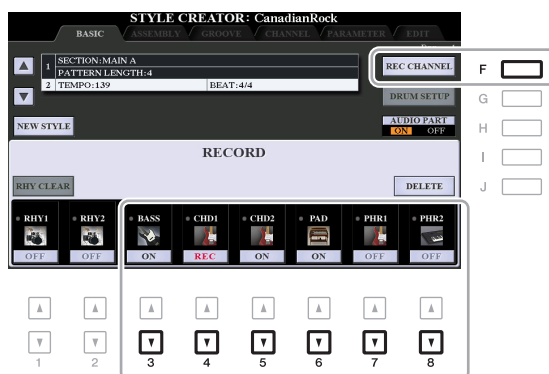 STYLE CREATOR: CanadianRock
BASIC ASSEMBLY GROOVE CHANNEL PARAMETER EDIT
1 SECTION:MAIN A
PATTERN LENGTH:4
2 TEMPO:139 BEAT:4/4
REC CHANNEL
F
DRUM SETUP
G
NEW STYLE
AUDIO PART
ON OFF
H
RECORD
I
RHY CLEAR
DELETE
J
RHY1 RHY2 BASS CHD1 CHD2 PAD PHR1 PHR2
OFF OFF ON REC ON ON OFF OFF
1 2 3 4 5 6 7 8